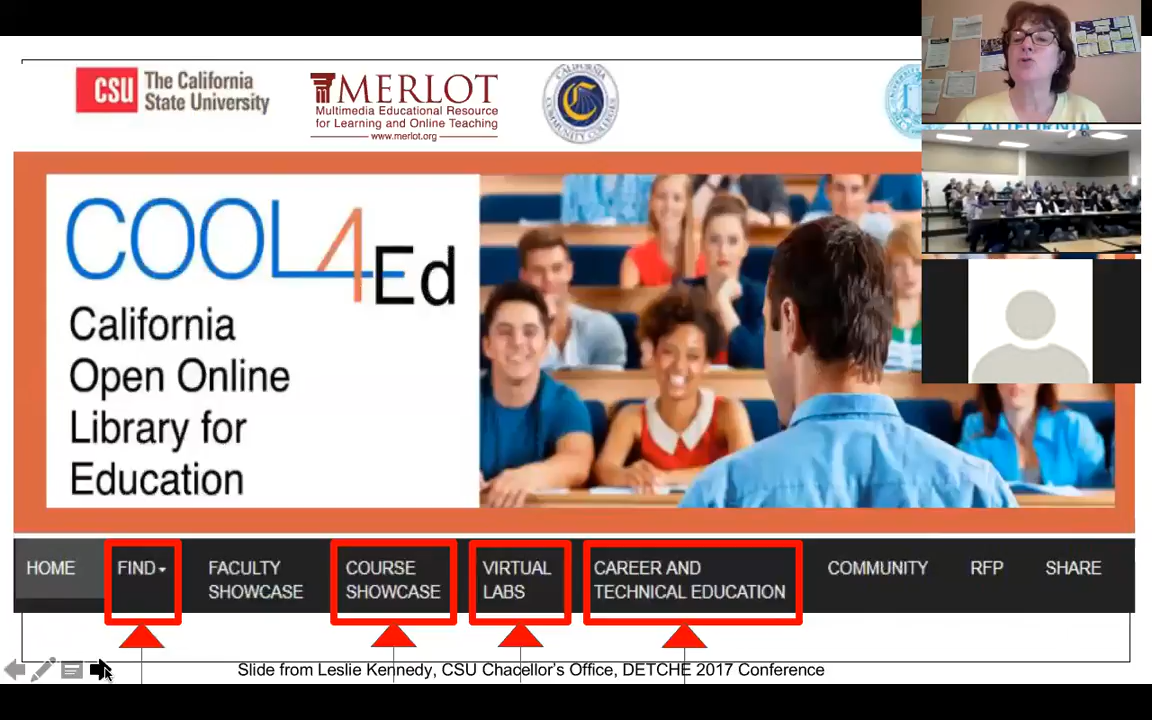 CSU The California
State University
MERLOT
Multimedia Educational Resource
for Learning and Online Teaching
www.merlot.org
CALIFORNIA
COOL4Ed
California
Open Online
Library for
Education
HOME
FIND
FACULTY
SHOWCASE
COURSE
SHOWCASE
VIRTUAL
LABS
CAREER AND
TECHNICAL EDUCATION
COMMUNITY
RFP
SHARE
Slide from Leslie Kennedy, CSU Chacellor's Office, DETCHE 2017 Conference